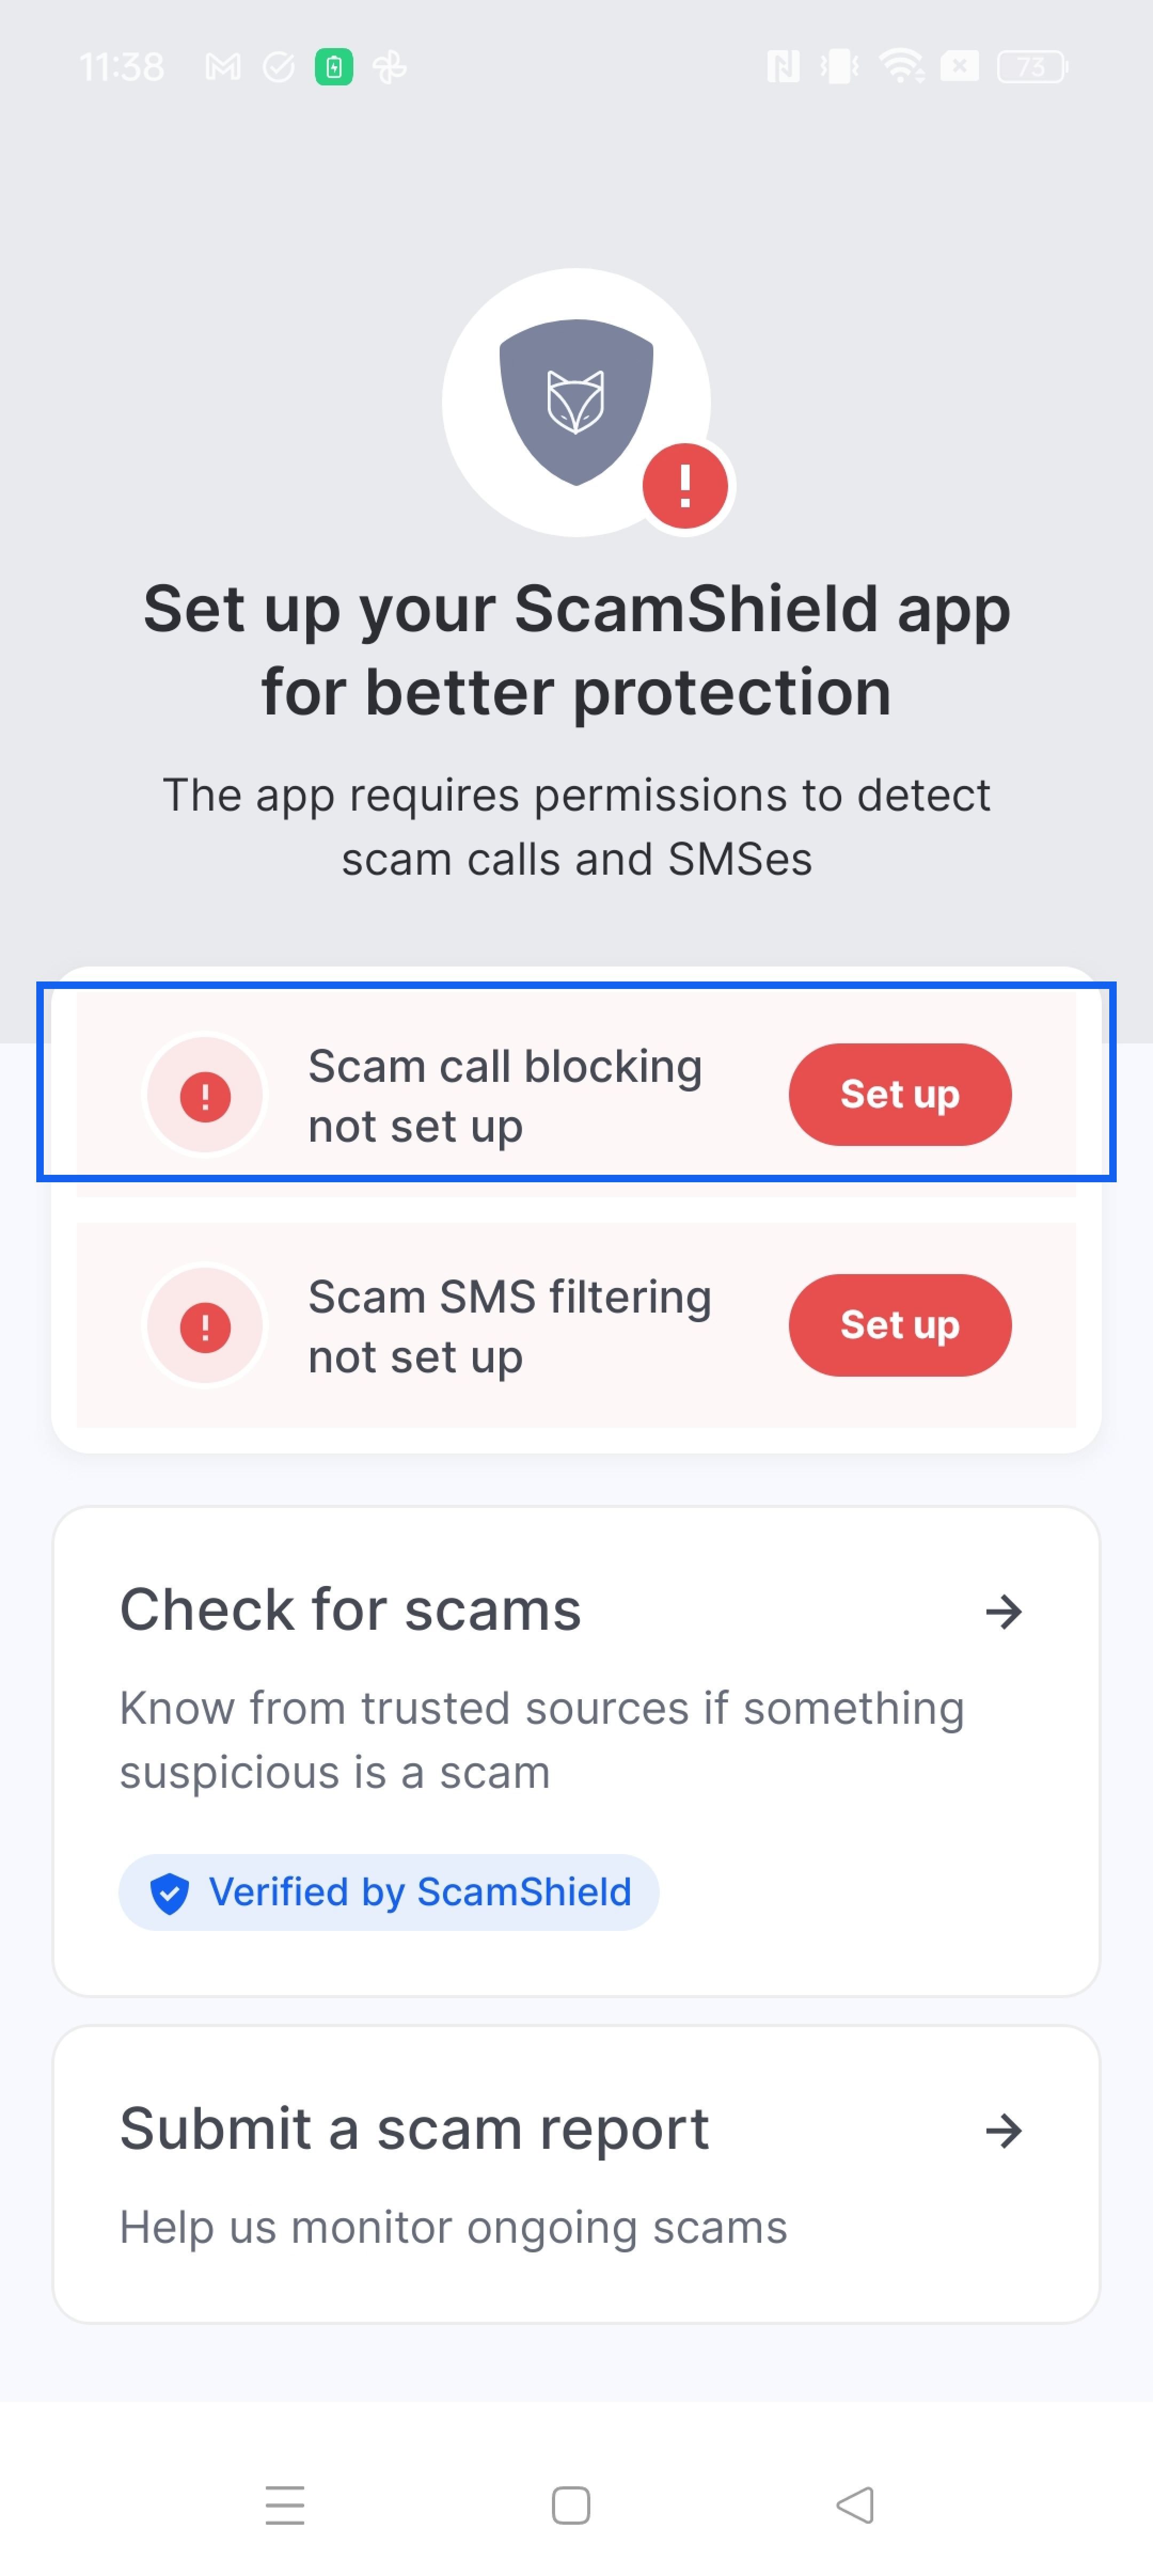 11:38
73
Set up your ScamShield app
for better protection
The app requires permissions to detect
scam calls and SMSes
Scam call blocking
not set up
Set up
Scam SMS filtering
not set up
Set up
Check for scams
Know from trusted sources if something
suspicious is a scam
Verified by ScamShield
Submit a scam report
Help us monitor ongoing scams